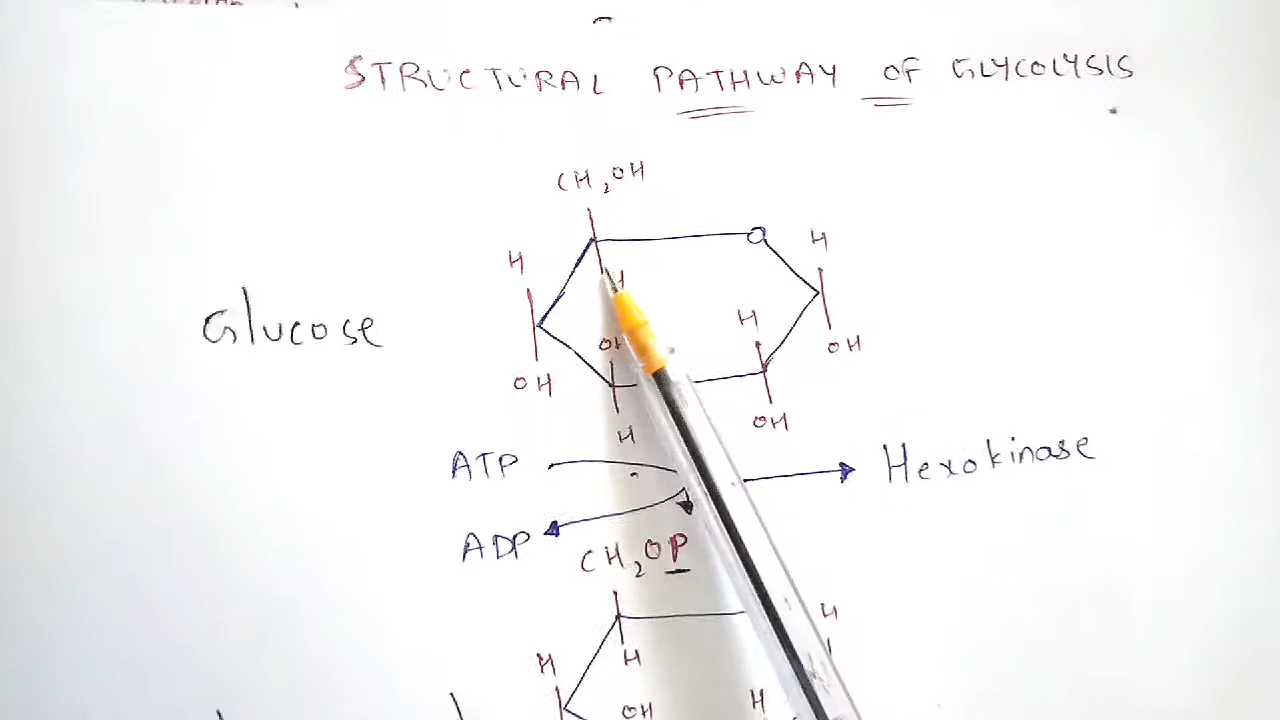 STRUCTURAL PATHWAY OF GLYCOLYSIS
CH2OH
O
H
H
H
Glucose
H
OH
OH
OH
OH
H
ATP
Hexokinase
ADP
CH2OP
H
H
H
H
OH